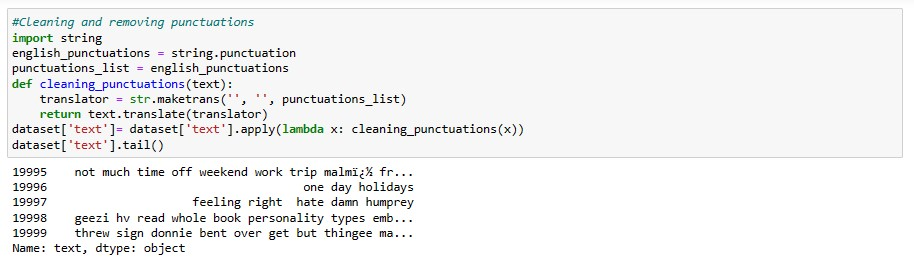 #Cleaning and removing punctuations
import string
english_punctuations = string.punctuation
punctuations_list = english_punctuations
def cleaning_punctuations(text):
    translator = str.maketrans('', '', punctuations_list)
    return text.translate(translator)
dataset['text']= dataset['text'].apply(lambda x: cleaning_punctuations(x))
dataset['text'].tail()
19995    not much time off weekend work trip malmï¿½ fr...
19996                                  one day holidays
19997                  feeling right  hate damn humprey
19998    geezi hv read whole book personality types emb...
19999    threw sign donnie bent over get but thingee ma...
Name: text, dtype: object